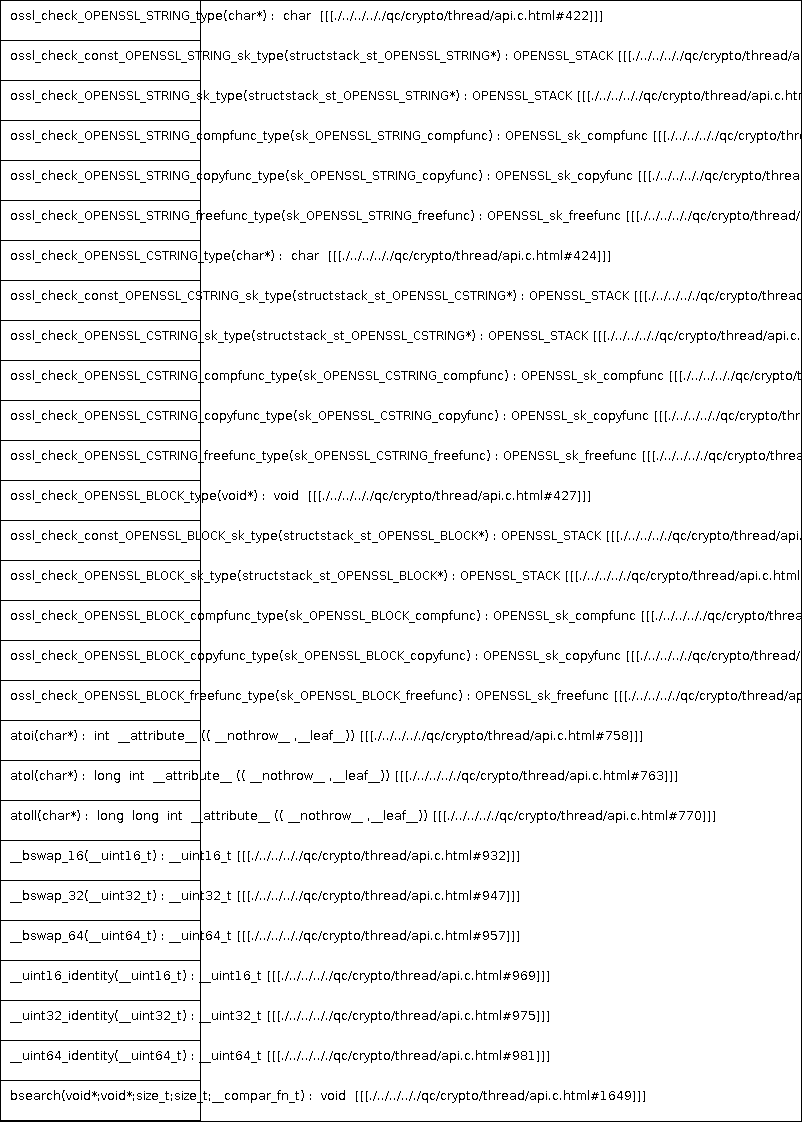 ossl_check_OPENSSL_STRING_type(char*) : char [[[./../../.././qc/crypto/thread/api.c.html#422]]]
ossl_check_const_OPENSSL_STRING_sk_type(structstack_st_OPENSSL_STRING*) : OPENSSL_STACK [[[./../../.././qc/crypto/thread/a
ossl_check_OPENSSL_STRING_sk_type(structstack_st_OPENSSL_STRING*) : OPENSSL_STACK [[[./../../.././qc/crypto/thread/api.c.htm
ossl_check_OPENSSL_STRING_compfunc_type(sk_OPENSSL_STRING_compfunc) : OPENSSL_sk_compfunc [[[./../../.././qc/crypto/thre
ossl_check_OPENSSL_STRING_copyfunc_type(sk_OPENSSL_STRING_copyfunc) : OPENSSL_sk_copyfunc [[[./../../.././qc/crypto/threa
ossl_check_OPENSSL_STRING_freefunc_type(sk_OPENSSL_STRING_freefunc) : OPENSSL_sk_freefunc [[[./../../.././qc/crypto/thread/
ossl_check_OPENSSL_CSTRING_type(char*) : char [[[./../../.././qc/crypto/thread/api.c.html#424]]]
ossl_check_const_OPENSSL_CSTRING_sk_type(structstack_st_OPENSSL_CSTRING*) : OPENSSL_STACK [[[./../../.././qc/crypto/thread
ossl_check_OPENSSL_CSTRING_sk_type(structstack_st_OPENSSL_CSTRING*) : OPENSSL_STACK [[[./../../.././qc/crypto/thread/api.c.
ossl_check_OPENSSL_CSTRING_compfunc_type(sk_OPENSSL_CSTRING_compfunc) : OPENSSL_sk_compfunc [[[./../../.././qc/crypto/t
ossl_check_OPENSSL_CSTRING_copyfunc_type(sk_OPENSSL_CSTRING_copyfunc) : OPENSSL_sk_copyfunc [[[./../../.././qc/crypto/thr
ossl_check_OPENSSL_CSTRING_freefunc_type(sk_OPENSSL_CSTRING_freefunc) : OPENSSL_sk_freefunc [[[./../../.././qc/crypto/threa
ossl_check_OPENSSL_BLOCK_type(void*) : void [[[./../../.././qc/crypto/thread/api.c.html#427]]]
ossl_check_const_OPENSSL_BLOCK_sk_type(structstack_st_OPENSSL_BLOCK*) : OPENSSL_STACK [[[./../../.././qc/crypto/thread/api.
ossl_check_OPENSSL_BLOCK_sk_type(structstack_st_OPENSSL_BLOCK*) : OPENSSL_STACK [[[./../../.././qc/crypto/thread/api.c.html
ossl_check_OPENSSL_BLOCK_compfunc_type(sk_OPENSSL_BLOCK_compfunc) : OPENSSL_sk_compfunc [[[./../../.././qc/crypto/threa
ossl_check_OPENSSL_BLOCK_copyfunc_type(sk_OPENSSL_BLOCK_copyfunc) : OPENSSL_sk_copyfunc [[[./../../.././qc/crypto/thread/
ossl_check_OPENSSL_BLOCK_freefunc_type(sk_OPENSSL_BLOCK_freefunc) : OPENSSL_sk_freefunc [[[./../../.././qc/crypto/thread/ap
atoi(char*) : int __attribute__ (( __nothrow__ ,__leaf__)) [[[./../../.././qc/crypto/thread/api.c.html#758]]]
atol(char*) : long int __attribute__ (( __nothrow__ ,__leaf__)) [[[./../../.././qc/crypto/thread/api.c.html#763]]]
atoll(char*) : long long int __attribute__ (( __nothrow__ ,__leaf__)) [[[./../../.././qc/crypto/thread/api.c.html#770]]]
__bswap_16(__uint16_t) : __uint16_t [[[./../../.././qc/crypto/thread/api.c.html#932]]]
__bswap_32(__uint32_t) : __uint32_t [[[./../../.././qc/crypto/thread/api.c.html#947]]]
__bswap_64(__uint64_t) : __uint64_t [[[./../../.././qc/crypto/thread/api.c.html#957]]]
__uint16_identity(__uint16_t) : __uint16_t [[[./../../.././qc/crypto/thread/api.c.html#969]]]
__uint32_identity(__uint32_t) : __uint32_t [[[./../../.././qc/crypto/thread/api.c.html#975]]]
__uint64_identity(__uint64_t) : __uint64_t [[[./../../.././qc/crypto/thread/api.c.html#981]]]
bsearch(void*;void*;size_t;size_t;__compar_fn_t) : void [[[./../../.././qc/crypto/thread/api.c.html#1649]]]